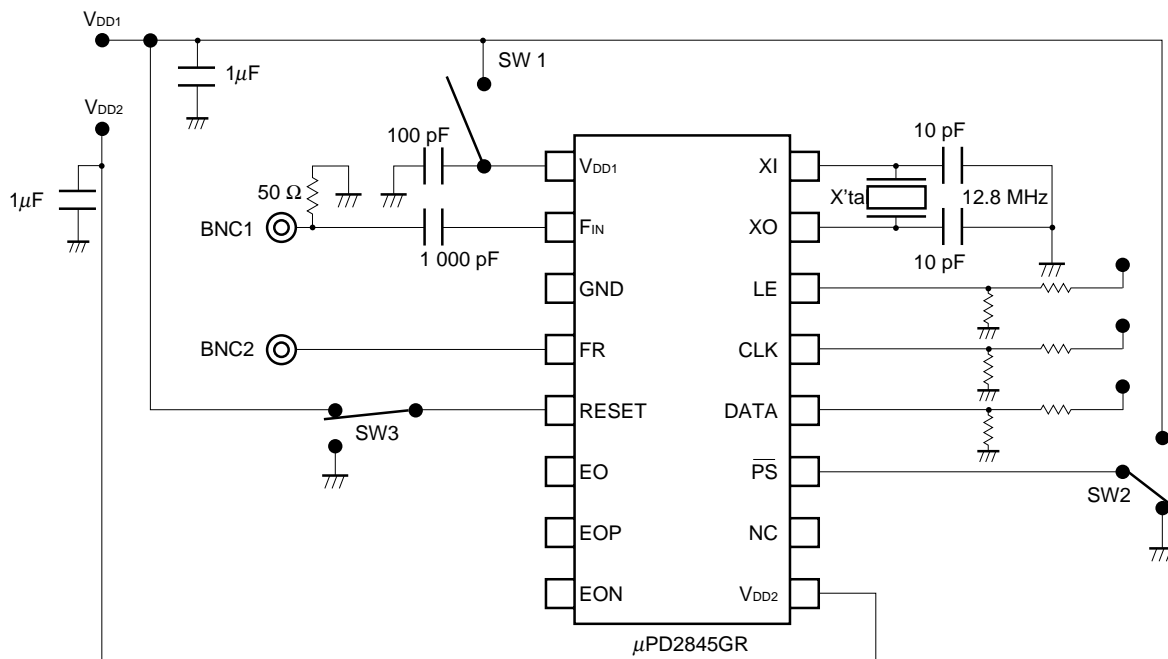 VDD1
SW 1
1μF
VDD2
100 pF
10 pF
VDD1
XI
50 Ω
1μF
X'ta
12.8 MHz
BNC1
FIN
XO
1 000 pF
10 pF
GND
LE
BNC2
FR
CLK
RESET
DATA
SW3
EO
PS
SW2
EOP
NC
EON
VDD2
μPD2845GR